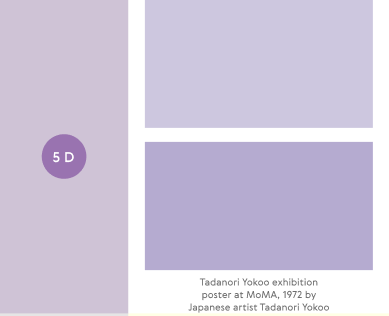 5 D
Tadanori Yokoo exhibition
poster at MoMA, 1972 by
Japanese artist Tadanori Yokoo